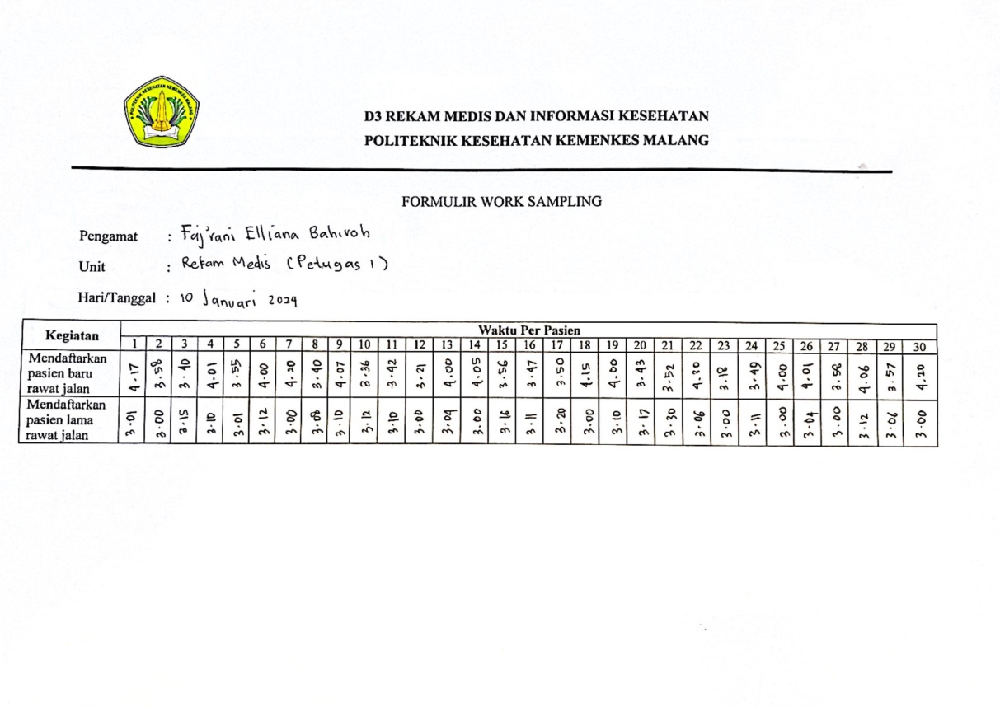 POLITEKNIK KESEHATAN KEMENKES MALANG
D3 REKAM MEDIS DAN INFORMASI KESEHATAN
POLITEKNIK KESEHATAN KEMENKES MALANG
FORMULIR WORK SAMPLING
Pengamat : Faj'rani Elliana Bahiroh
Unit : Rekam Medis (Petugas 1)
Hari/Tanggal : 10 Januari 2024
Kegiatan Waktu Per Pasien
1 2 3 4 5 6 7 8 9 10 11 12 13 14 15 16 17 18 19 20 21 22 23 24 25 26 27 28 29 30
Mendaftarkan pasien baru rawat jalan 4.17 3.58 3.40 4.01 3.55 4.00 4.20 3.40 4.07 3.36 3.42 3.21 4.00 4.05 3.56 3.47 3.50 4.15 4.00 3.43 3.52 4.30 3.18 3.49 4.00 4.01 3.58 4.06 3.57 4.20
Mendaftarkan pasien lama rawat jalan 3.01 3.00 3.15 3.10 3.01 3.12 3.00 3.08 3.10 3.12 3.10 3.00 3.04 3.00 3.16 3.11 3.20 3.00 3.10 3.17 3.30 3.06 3.00 3.11 3.00 3.04 3.00 3.12 3.06 3.00